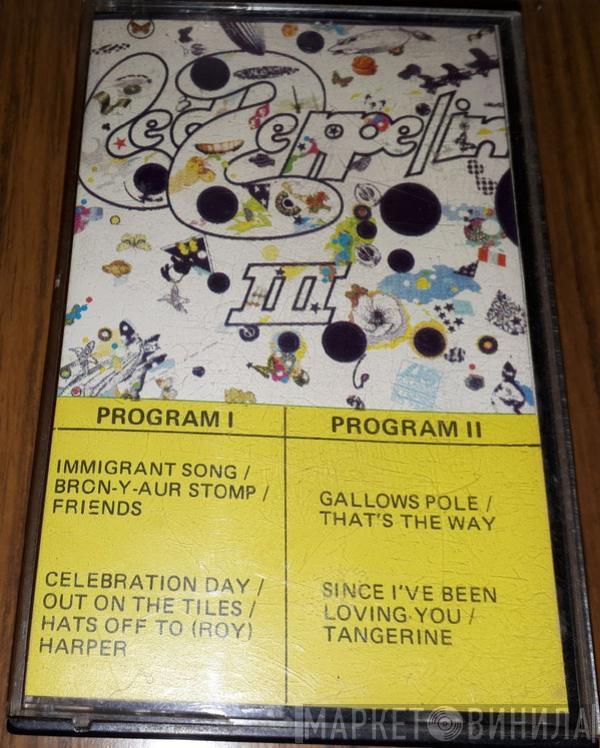 Led Zeppelin
III
PROGRAM I
IMMIGRANT SONG /
BRON-Y-AUR STOMP /
FRIENDS
CELEBRATION DAY /
OUT ON THE TILES /
HATS OFF TO (ROY)
HARPER
PROGRAM II
GALLOWS POLE /
THAT'S THE WAY
SINCE I'VE BEEN
LOVING YOU /
TANGERINE
МАРКЕТ ВИНИЛА